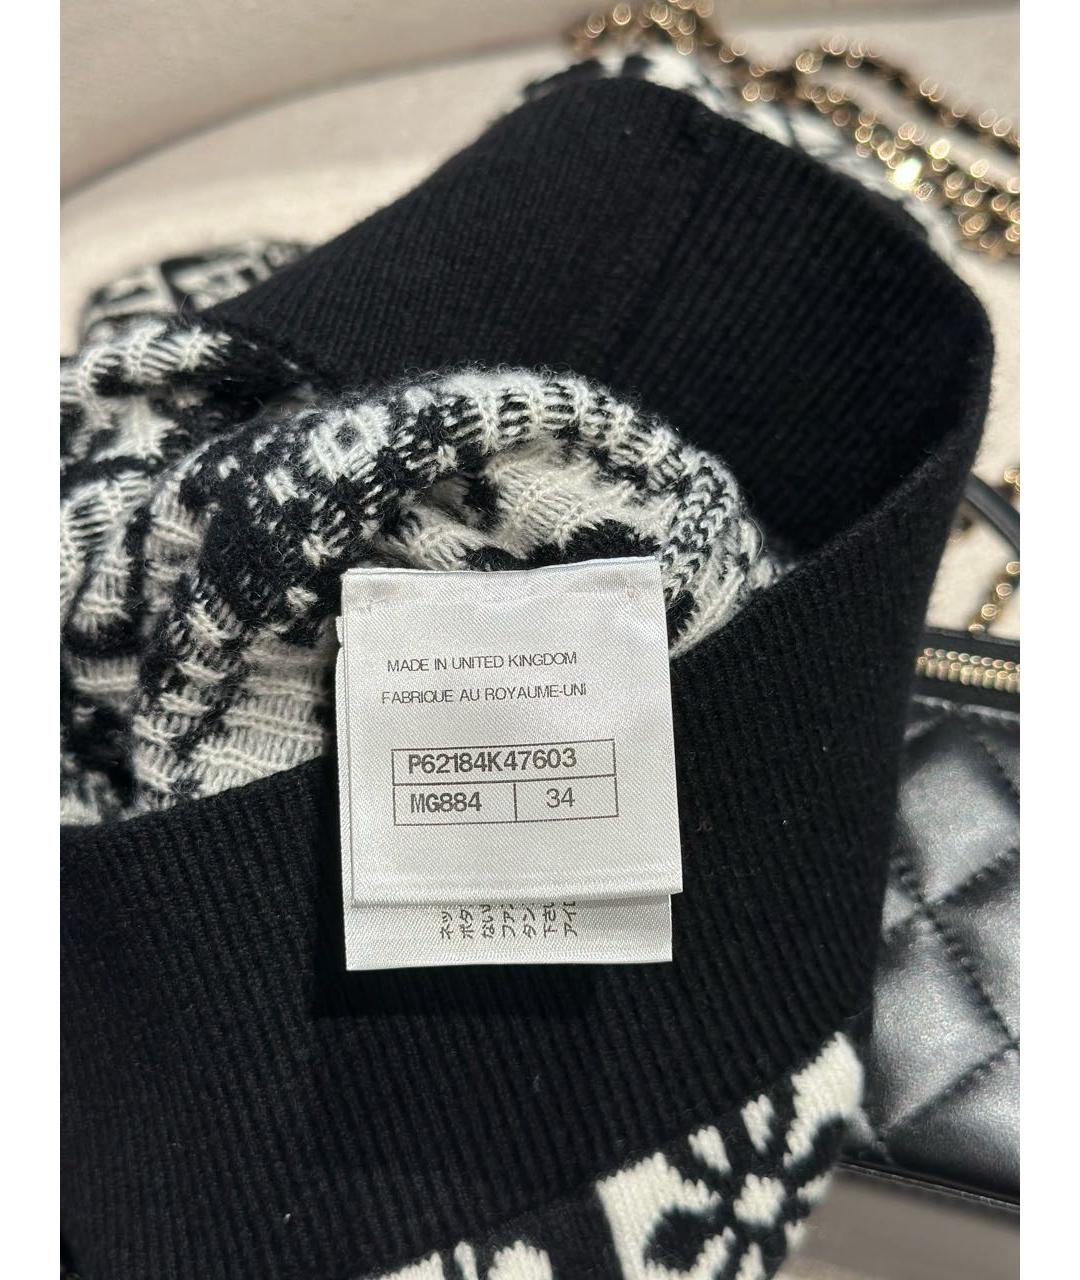 MADE IN UNITED KINGDOM
FABRIQUE AU ROYAUME-UNI
P62184K47603
MG884 34